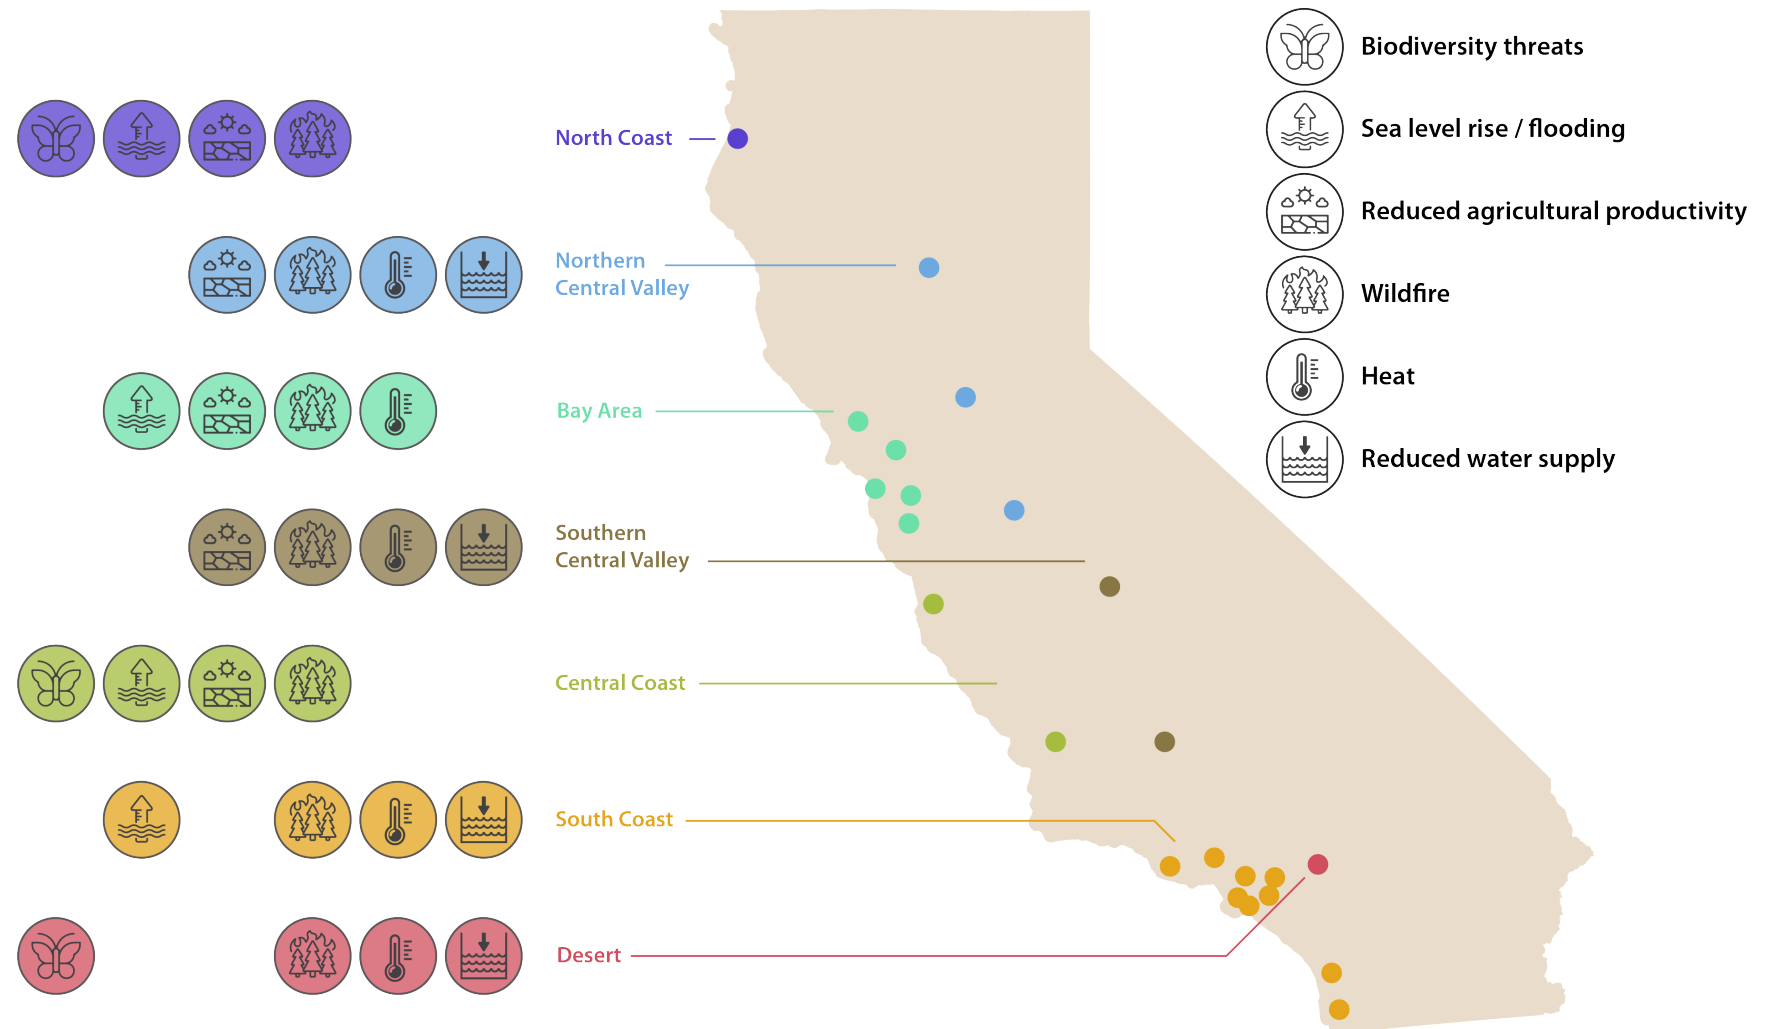 North Coast
Northern
Central Valley
Bay Area
Southern
Central Valley
Central Coast
South Coast
Desert
Biodiversity threats
Sea level rise / flooding
Reduced agricultural productivity
Wildfire
Heat
Reduced water supply